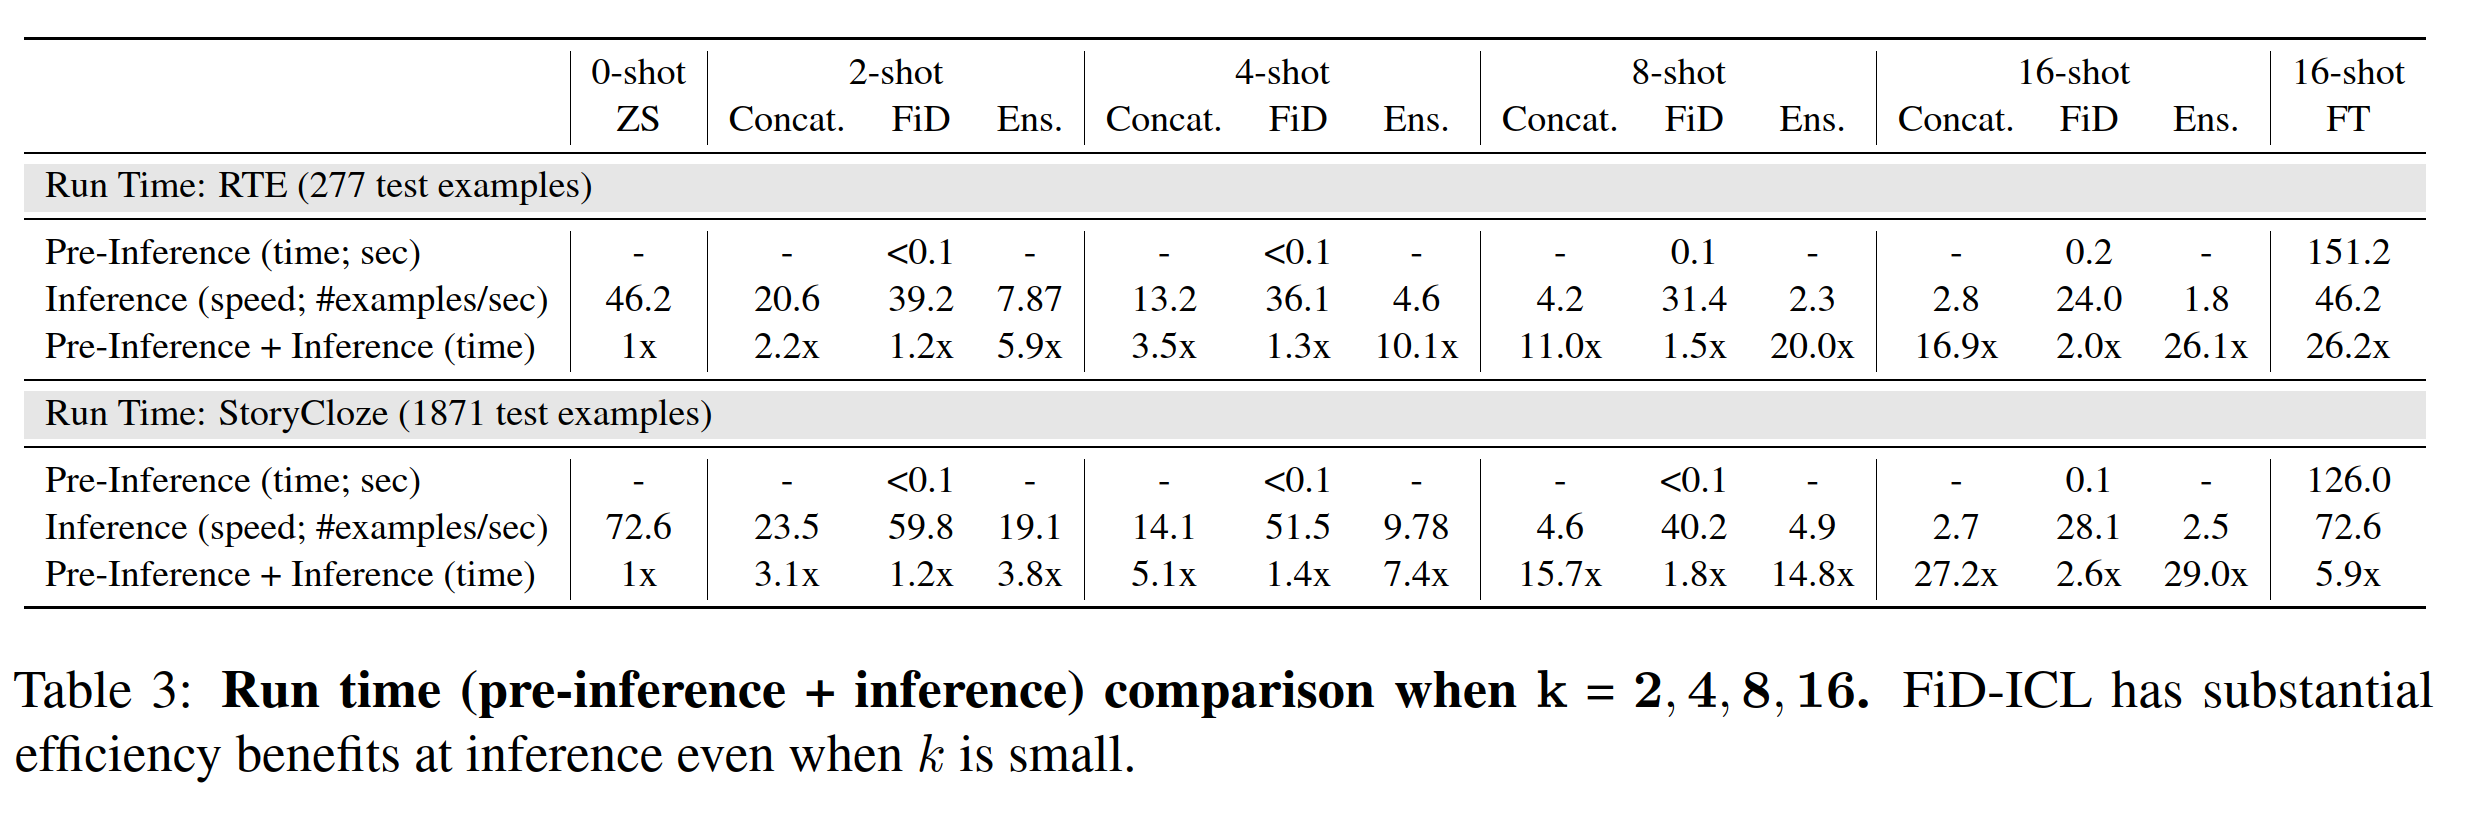 0-shot 2-shot 4-shot 8-shot 16-shot 16-shot
ZS Concat. FiD Ens. Concat. FiD Ens. Concat. FiD Ens. Concat. FiD Ens. FT
Run Time: RTE (277 test examples)
Pre-Inference (time; sec) - - <0.1 - - <0.1 - - 0.1 - - 0.2 - 151.2
Inference (speed; #examples/sec) 46.2 20.6 39.2 7.87 13.2 36.1 4.6 4.2 31.4 2.3 2.8 24.0 1.8 46.2
Pre-Inference + Inference (time) 1x 2.2x 1.2x 5.9x 3.5x 1.3x 10.1x 11.0x 1.5x 20.0x 16.9x 2.0x 26.1x 26.2x
Run Time: StoryCloze (1871 test examples)
Pre-Inference (time; sec) - - <0.1 - - <0.1 - - <0.1 - - 0.1 - 126.0
Inference (speed; #examples/sec) 72.6 23.5 59.8 19.1 14.1 51.5 9.78 4.6 40.2 4.9 2.7 28.1 2.5 72.6
Pre-Inference + Inference (time) 1x 3.1x 1.2x 3.8x 5.1x 1.4x 7.4x 15.7x 1.8x 14.8x 27.2x 2.6x 29.0x 5.9x
Table 3: Run time (pre-inference + inference) comparison when k = 2, 4, 8, 16. FiD-ICL has substantial
efficiency benefits at inference even when k is small.